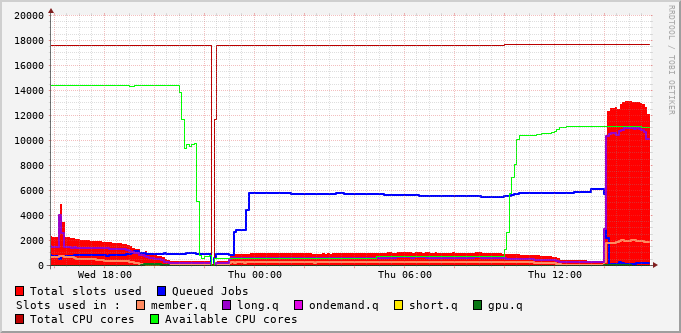 RRDTOOL / TOBI OETIKER
20000
18000
16000
14000
12000
10000
8000
6000
4000
2000
0
Wed 18:00 Thu 00:00 Thu 06:00 Thu 12:00
Total slots used Queued Jobs
Slots used in : member.q long.q ondemand.q short.q gpu.q
Total CPU cores Available CPU cores